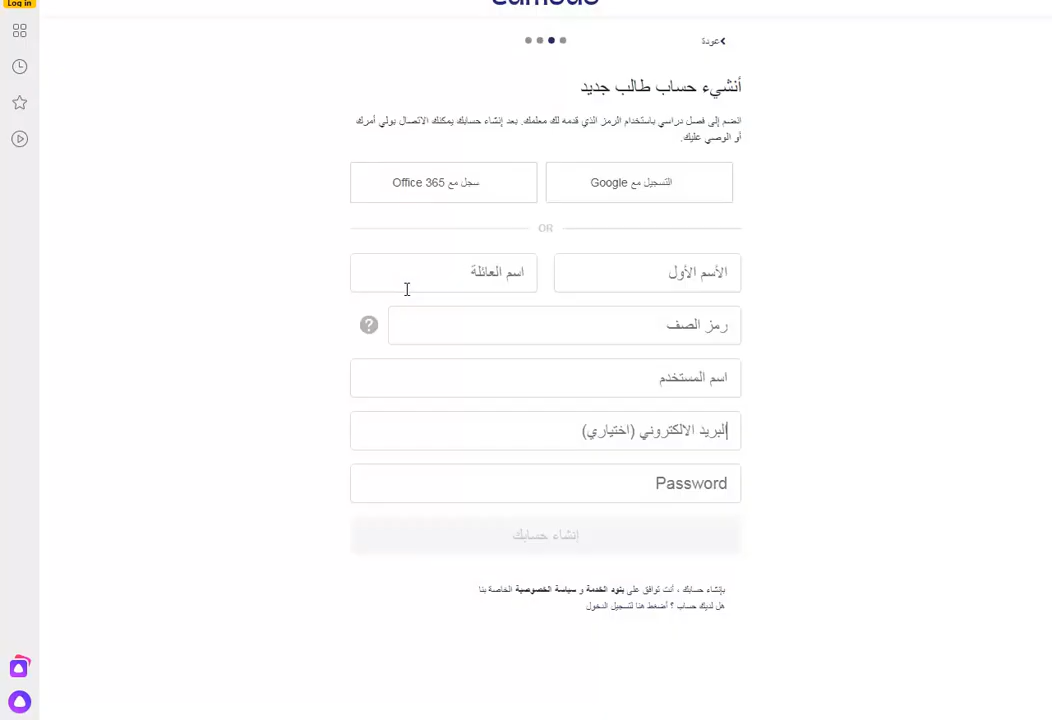 Log in
عودة
أنشيء حساب طالب جديد
انضم إلى فصل دراسي باستخدام الرمز الذي قدمه لك معلمك. بعد إنشاء حسابك يمكنك الاتصال بولي أمرك
أو الوصي عليك.
التسجيل مع Google
سجل مع Office 365
OR
الأسم الأول
اسم العائلة
رمز الصف
?
اسم المستخدم
البريد الالكتروني (اختياري)
Password
إنشاء حسابك
بإنشاء حسابك ، أنت توافق على بنود الخدمة و سياسة الخصوصية الخاصة بنا
هل لديك حساب ؟ أضغط هنا لتسجيل الدخول